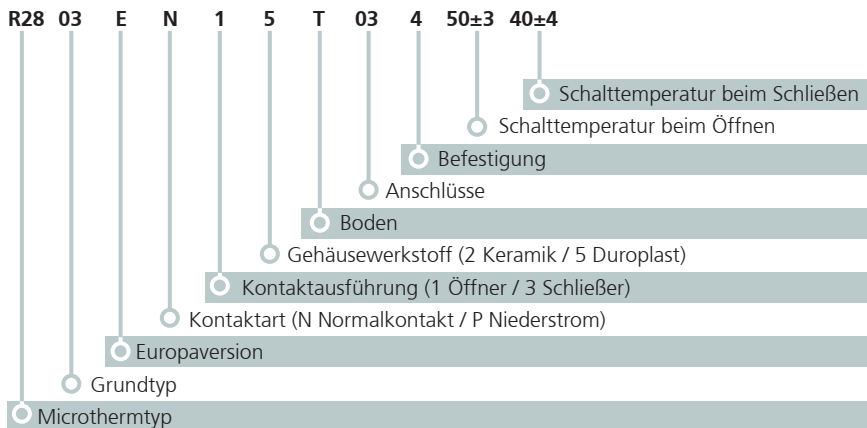 R28 03 E N 1 5 T 03 4 50±3 40±4
Schalttemperatur beim Schließen
Schalttemperatur beim Öffnen
Befestigung
Anschlüsse
Boden
Gehäusewerkstoff (2 Keramik / 5 Duroplast)
Kontaktausführung (1 Öffner / 3 Schließer)
Kontaktart (N Normalkontakt / P Niederstrom)
Europaversion
Grundtyp
Microthermtyp